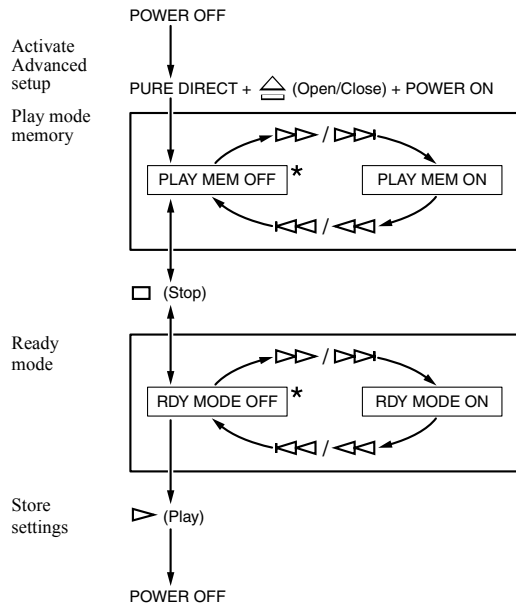 POWER OFF
Activate
Advanced
setup
PURE DIRECT + (Open/Close) + POWER ON
Play mode
memory
/
PLAY MEM OFF *
PLAY MEM ON
/
(Stop)
Ready
mode
/
RDY MODE OFF *
RDY MODE ON
/
Store
settings
(Play)
POWER OFF